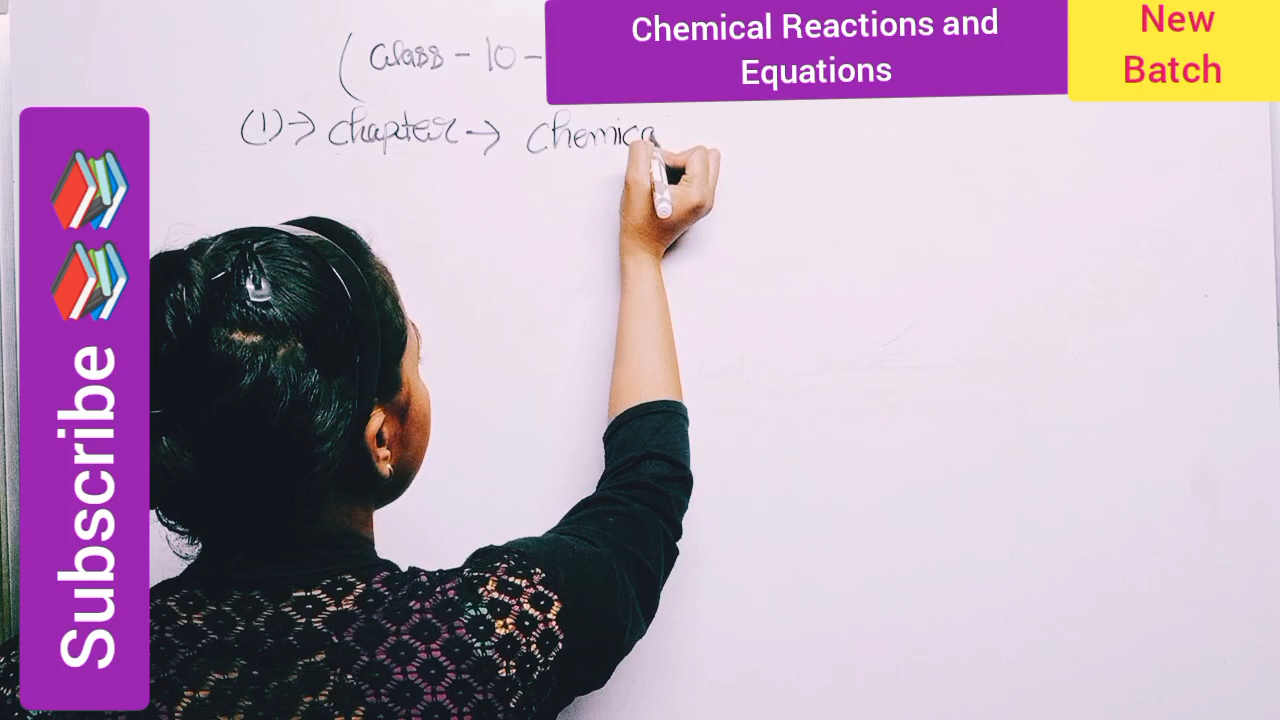 Chemical Reactions and
Equations
New
Batch
(Class - 10 -
(1) → Chapter → Chemica
Subscribe